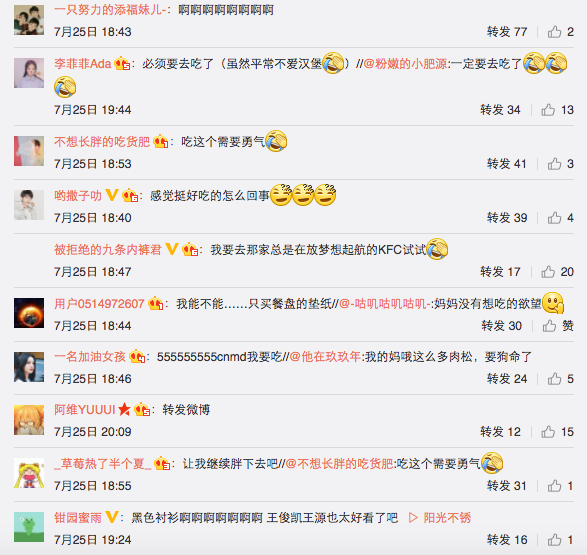 一只努力的添福妹儿-：啊啊啊啊啊啊啊啊
7月25日 18:43 转发 77 2
李菲菲Ada：必须要去吃了（虽然平常不爱汉堡）//@粉嫩的小肥源:一定要去吃了
7月25日 19:44 转发 34 13
不想长胖的吃货肥：吃这个需要勇气
7月25日 18:53 转发 41 3
哟撒子叻：感觉挺好吃的怎么回事
7月25日 18:40 转发 39 4
被拒绝的九条内裤君：我要去那家总是在放梦想起航的KFC试试
7月25日 18:47 转发 17 20
用户0514972607：我能不能……只买餐盘的垫纸//@-咕叽咕叽咕叽-:妈妈没有想吃的欲望
7月25日 18:44 转发 30 赞
一名加油女孩：555555555cnmd我要吃//@他在玖玖年:我的妈哦这么多肉松，要狗命了
7月25日 18:46 转发 24 5
阿维YUUUI：转发微博
7月25日 20:09 转发 12 15
_草莓热了半个夏_：让我继续胖下去吧//@不想长胖的吃货肥:吃这个需要勇气
7月25日 18:55 转发 31 1
钳园蜜雨：黑色衬衫啊啊啊啊啊啊啊 王俊凯王源也太好看了吧 阳光不锈
7月25日 19:24 转发 16 1